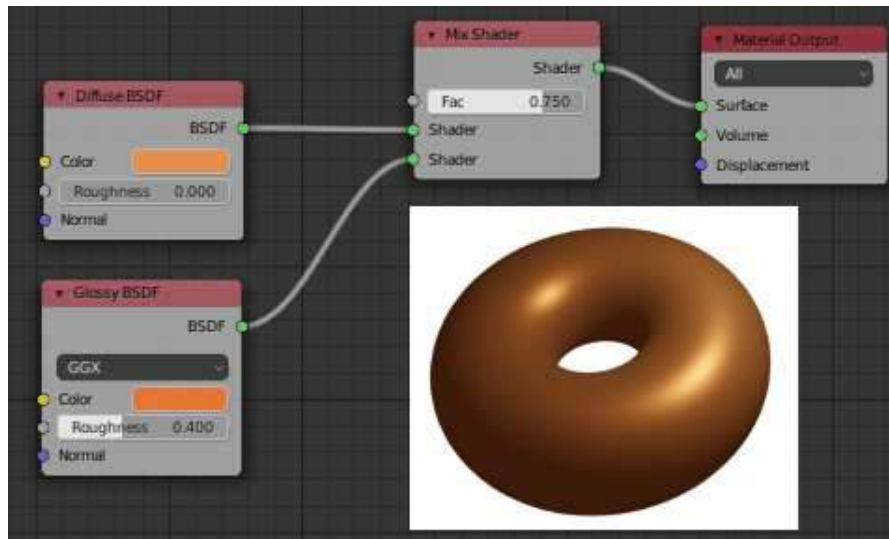 Diffuse BSDF
BSDF
Color
Roughness 0.000
Normal
Glossy BSDF
BSDF
GGX
Color
Roughness 0.400
Normal
Mix Shader
Shader
Fac 0.750
Shader
Shader
Material Output
All
Surface
Volume
Displacement